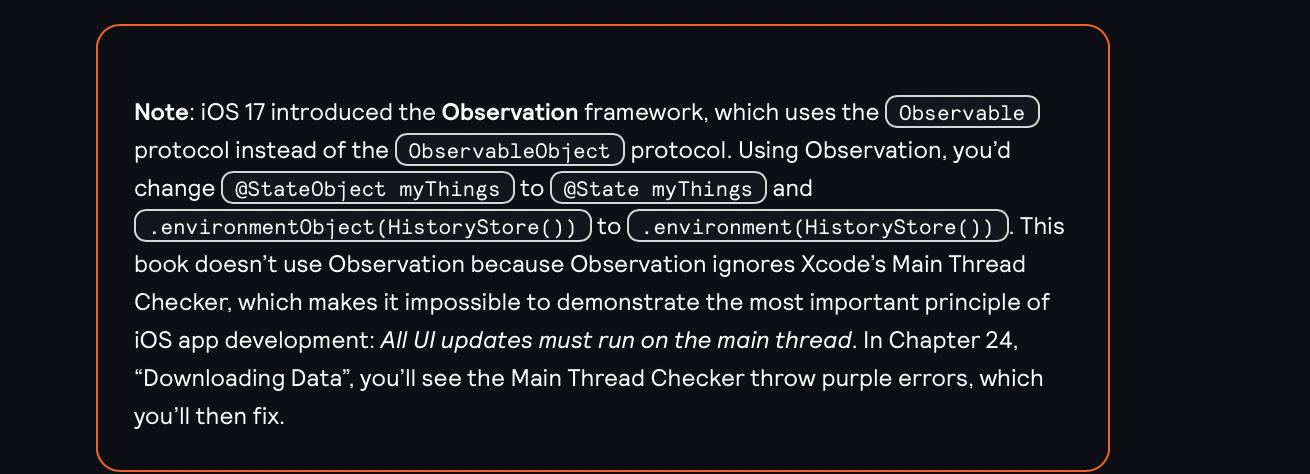 Note: iOS 17 introduced the Observation framework, which uses the Observable
protocol instead of the ObservableObject protocol. Using Observation, you’d
change @StateObject myThings to @State myThings and
.environmentObject(HistoryStore()) to .environment(HistoryStore()). This
book doesn’t use Observation because Observation ignores Xcode’s Main Thread
Checker, which makes it impossible to demonstrate the most important principle of
iOS app development: All UI updates must run on the main thread. In Chapter 24,
“Downloading Data”, you’ll see the Main Thread Checker throw purple errors, which
you’ll then fix.